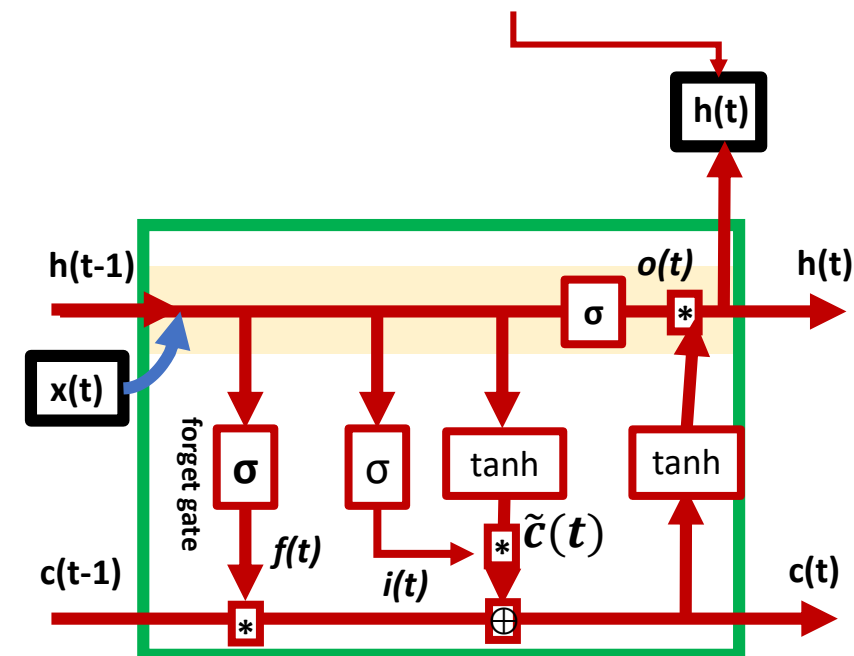 h(t)
h(t-1)
o(t)
h(t)
σ
*
x(t)
forget gate
σ
σ
tanh
tanh
f(t)
i(t)
*
c̃(t)
c(t-1)
c(t)
*
⊕